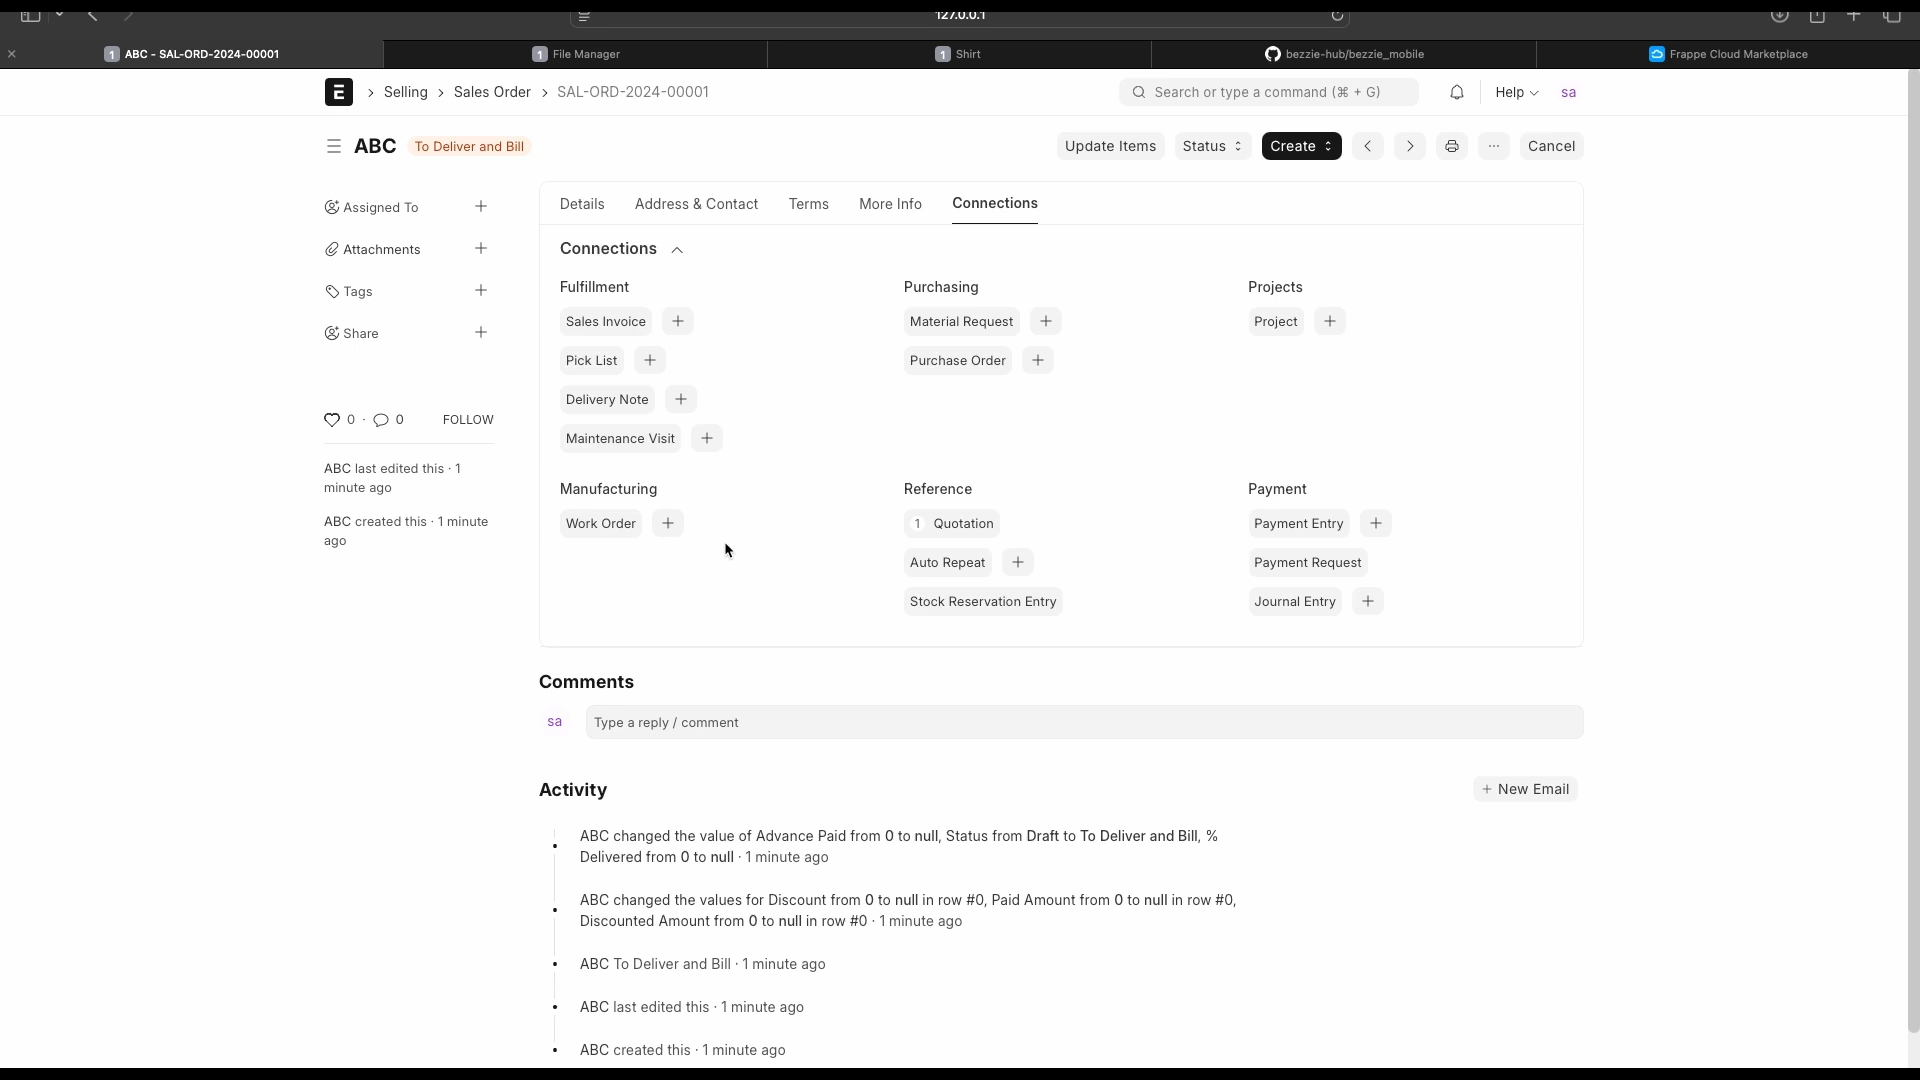 127.0.0.1
1 ABC - SAL-ORD-2024-00001
1 File Manager
1 Shirt
bezzie-hub/bezzie_mobile
Frappe Cloud Marketplace
E > Selling > Sales Order > SAL-ORD-2024-00001
Search or type a command (⌘ + G)
Help
sa
ABC To Deliver and Bill
Update Items
Status
Create
Cancel
Assigned To
Attachments
Tags
Share
0 · 0 FOLLOW
ABC last edited this · 1
minute ago
ABC created this · 1 minute
ago
Details Address & Contact Terms More Info Connections
Connections
Fulfillment
Sales Invoice
Pick List
Delivery Note
Maintenance Visit
Purchasing
Material Request
Purchase Order
Projects
Project
Manufacturing
Work Order
Reference
1 Quotation
Auto Repeat
Stock Reservation Entry
Payment
Payment Entry
Payment Request
Journal Entry
Comments
sa Type a reply / comment
Activity
+ New Email
ABC changed the value of Advance Paid from 0 to null, Status from Draft to To Deliver and Bill, %
Delivered from 0 to null · 1 minute ago
ABC changed the values for Discount from 0 to null in row #0, Paid Amount from 0 to null in row #0,
Discounted Amount from 0 to null in row #0 · 1 minute ago
ABC To Deliver and Bill · 1 minute ago
ABC last edited this · 1 minute ago
ABC created this · 1 minute ago